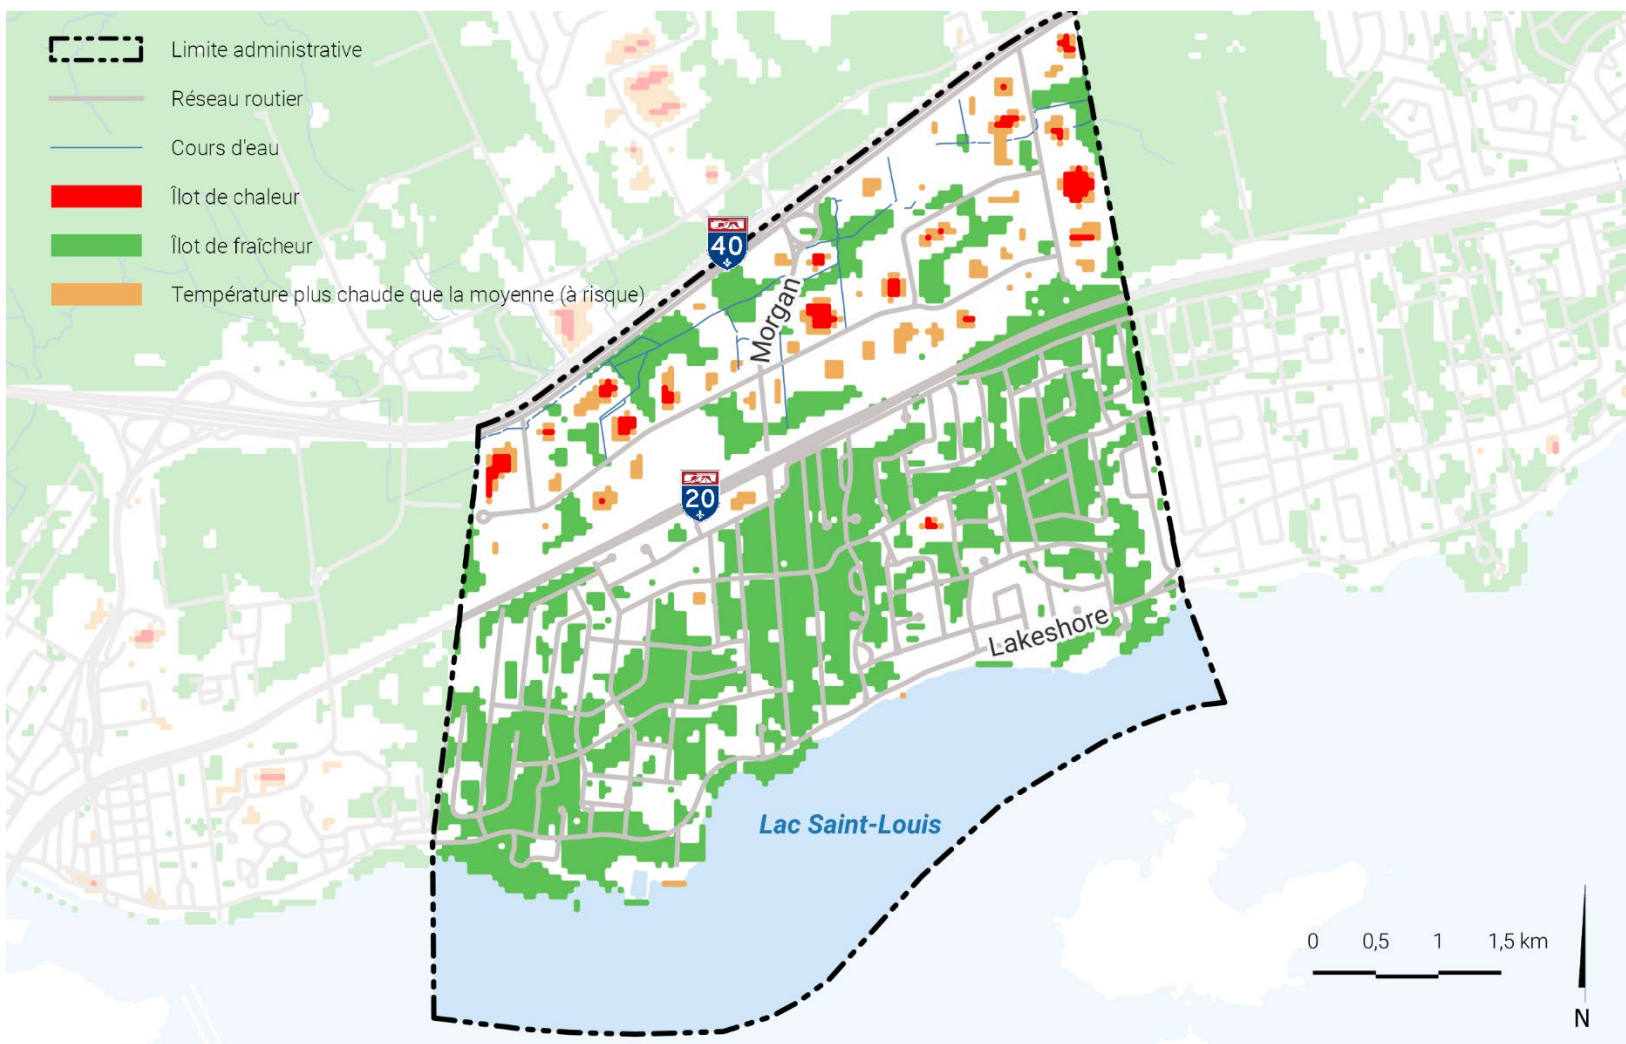 Limite administrative
Réseau routier
Cours d'eau
Îlot de chaleur
Îlot de fraîcheur
Température plus chaude que la moyenne (à risque)
40
Morgan
20
Lakeshore
Lac Saint-Louis
0 0,5 1 1,5 km
N